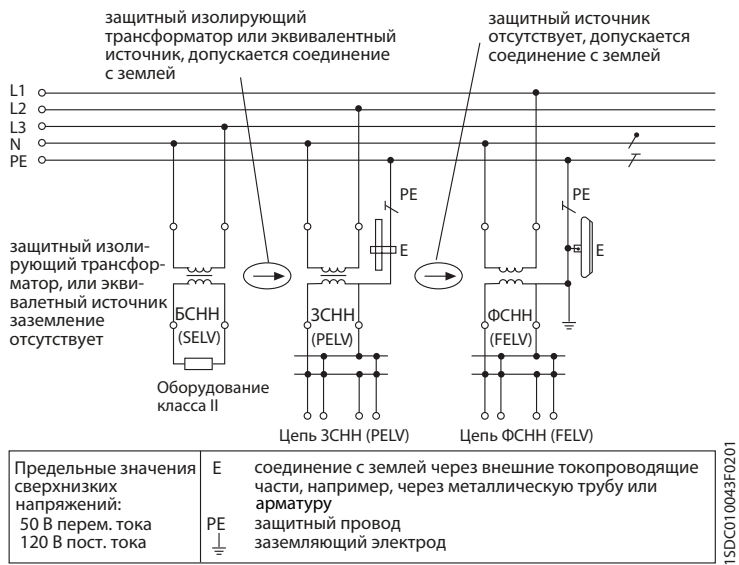 защитный изолирующий
трансформатор или эквивалентный
источник, допускается соединение
с землей
защитный источник
отсутствует, допускается
соединение с землей
L1
L2
L3
N
PE
PE
E
PE
E
защитный изоли-
рующий трансфор-
матор, или экви-
валетный источник
заземление
отсутствует
БСНН
(SELV)
ЗСНН
(PELV)
ФСНН
(FELV)
Оборудование
класса II
Цепь ЗСНН (PELV)
Цепь ФСНН (FELV)
Предельные значения
сверхнизких
напряжений:
50 В перем. тока
120 В пост. тока
E соединение с землей через внешние токопроводящие
части, например, через металлическую трубу или
арматуру
PE защитный провод
заземляющий электрод
1SDC010043F0201